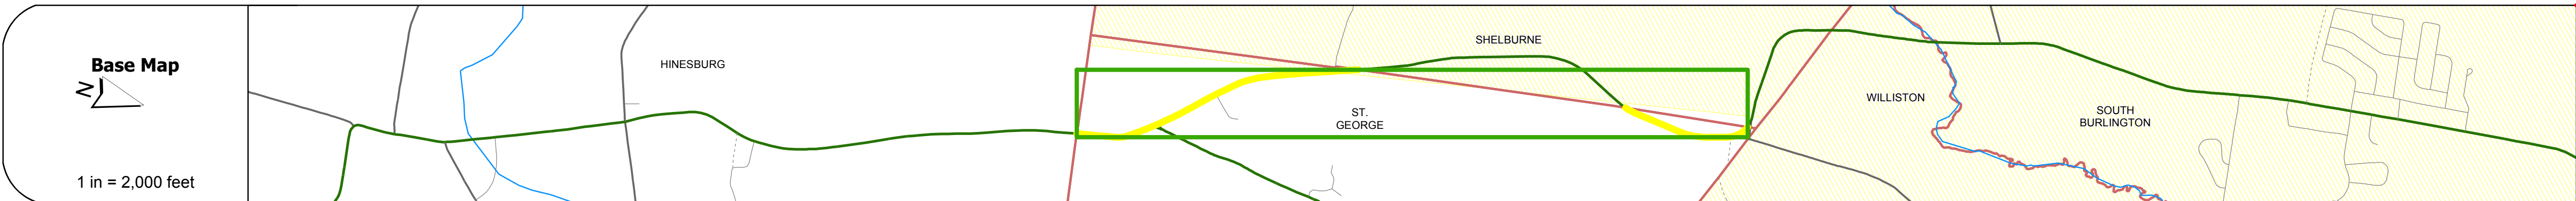 Base Map
N
1 in = 2,000 feet
HINESBURG
SHELBURNE
ST.
GEORGE
WILLISTON
SOUTH
BURLINGTON